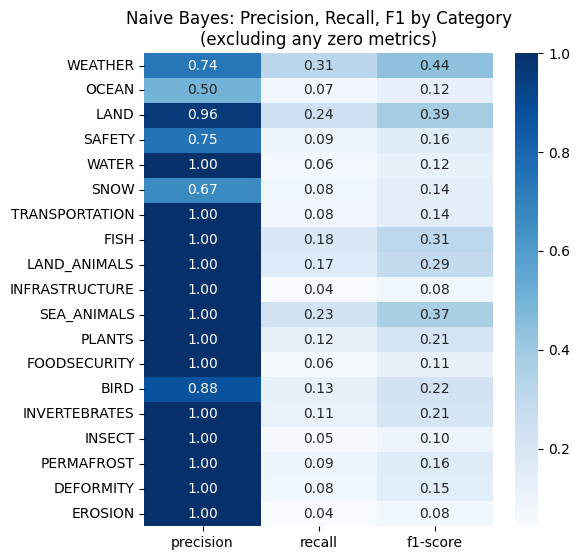 Naive Bayes: Precision, Recall, F1 by Category
(excluding any zero metrics)
WEATHER 0.74 0.31 0.44
OCEAN 0.50 0.07 0.12
LAND 0.96 0.24 0.39
SAFETY 0.75 0.09 0.16
WATER 1.00 0.06 0.12
SNOW 0.67 0.08 0.14
TRANSPORTATION 1.00 0.08 0.14
FISH 1.00 0.18 0.31
LAND_ANIMALS 1.00 0.17 0.29
INFRASTRUCTURE 1.00 0.04 0.08
SEA_ANIMALS 1.00 0.23 0.37
PLANTS 1.00 0.12 0.21
FOODSECURITY 1.00 0.06 0.11
BIRD 0.88 0.13 0.22
INVERTEBRATES 1.00 0.11 0.21
INSECT 1.00 0.05 0.10
PERMAFROST 1.00 0.09 0.16
DEFORMITY 1.00 0.08 0.15
EROSION 1.00 0.04 0.08
precision recall f1-score
1.0
0.8
0.6
0.4
0.2